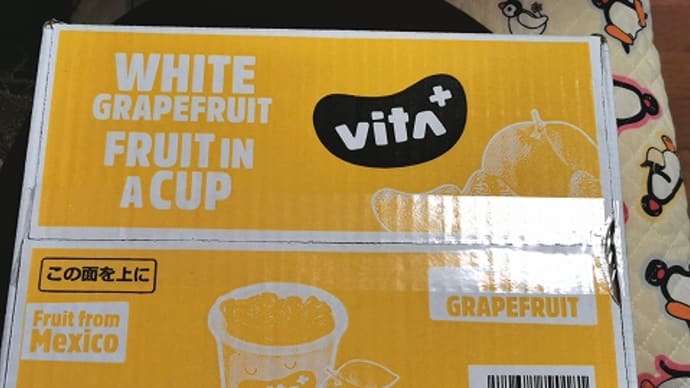 WHITE
GRAPEFRUIT
FRUIT IN
A CUP
vita+
この面を上に
Fruit from
Mexico
GRAPEFRUIT